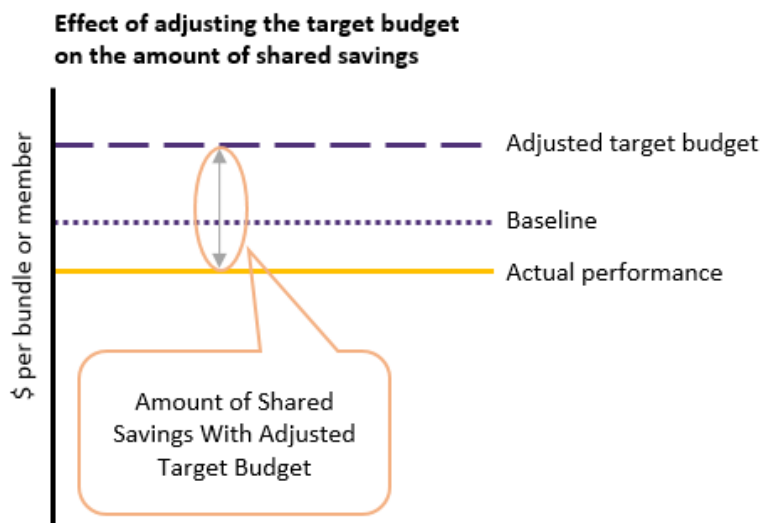 Effect of adjusting the target budget
on the amount of shared savings
$ per bundle or member
Adjusted target budget
Baseline
Actual performance
Amount of Shared
Savings With Adjusted
Target Budget